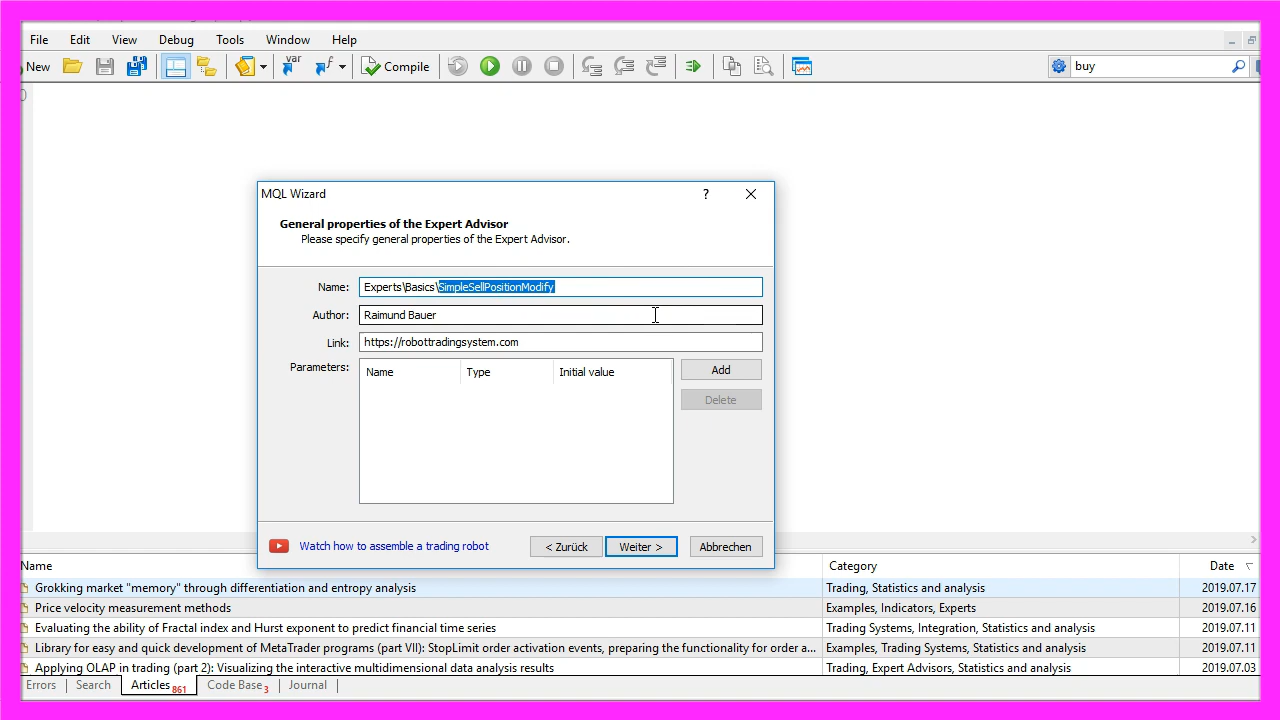 File Edit View Debug Tools Window Help
New var f Compile buy
MQL Wizard ?
General properties of the Expert Advisor
Please specify general properties of the Expert Advisor.
Name: Experts\Basics\SimpleSellPositionModify
Author: Raimund Bauer
Link: https://robottradingsystem.com
Parameters: Name Type Initial value Add
Delete
Watch how to assemble a trading robot < Zurück Weiter > Abbrechen
Name Category Date
Grokking market "memory" through differentiation and entropy analysis Trading, Statistics and analysis 2019.07.17
Price velocity measurement methods Examples, Indicators, Experts 2019.07.16
Evaluating the ability of Fractal index and Hurst exponent to predict financial time series Trading Systems, Integration, Statistics and analysis 2019.07.11
Library for easy and quick development of MetaTrader programs (part VII): StopLimit order activation events, preparing the functionality for order a... Examples, Trading Systems, Statistics and analysis 2019.07.11
Applying OLAP in trading (part 2): Visualizing the interactive multidimensional data analysis results Trading, Expert Advisors, Statistics and analysis 2019.07.03
Errors Search Articles 861 Code Base 3 Journal